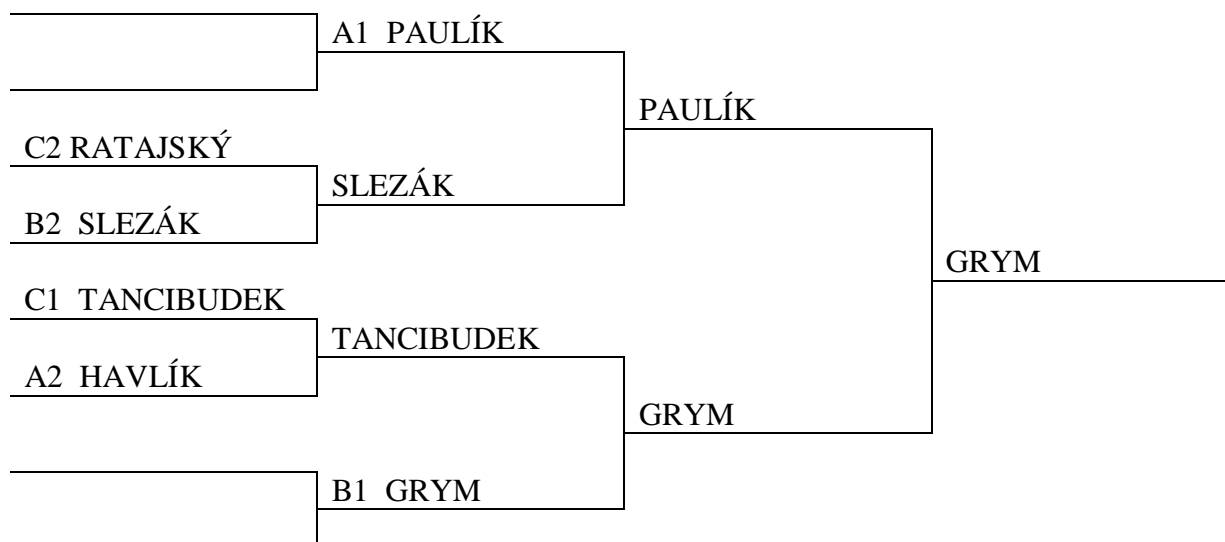 A1 PAULÍK
PAULÍK
C2 RATAJSKÝ
SLEZÁK
B2 SLEZÁK
GRYM
C1 TANCIBUDEK
TANCIBUDEK
A2 HAVLÍK
GRYM
B1 GRYM